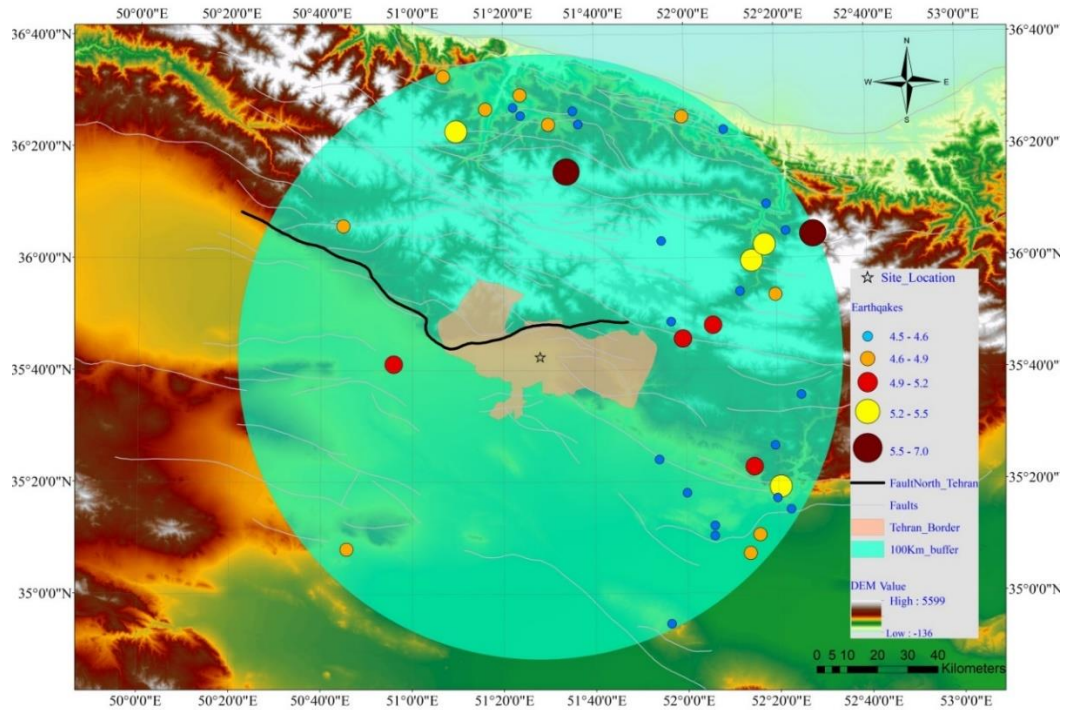 50°0'0"E 50°20'0"E 50°40'0"E 51°0'0"E 51°20'0"E 51°40'0"E 52°0'0"E 52°20'0"E 52°40'0"E 53°0'0"E
36°40'0"N 36°40'0"N
N
W E
S
36°20'0"N 36°20'0"N
36°0'0"N 36°0'0"N
Site_Location
Earthqakes
4.5 - 4.6
4.6 - 4.9
4.9 - 5.2
5.2 - 5.5
5.5 - 7.0
FaultNorth_Tehran
Faults
Tehran_Border
100Km_buffer
DEM Value
High : 5599
Low : -136
35°40'0"N 35°40'0"N
35°20'0"N 35°20'0"N
35°0'0"N 35°0'0"N
0 5 10 20 30 40
Kilometers
50°0'0"E 50°20'0"E 50°40'0"E 51°0'0"E 51°20'0"E 51°40'0"E 52°0'0"E 52°20'0"E 52°40'0"E 53°0'0"E